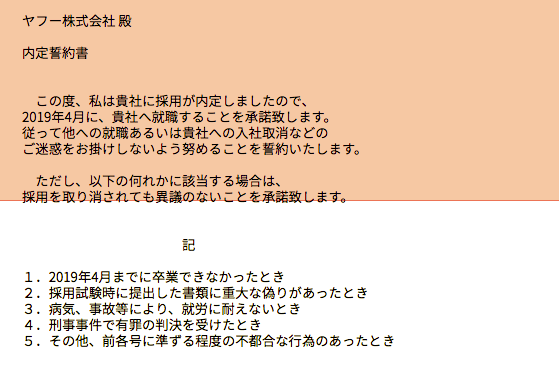 ヤフー株式会社 殿
内定誓約書
　この度、私は貴社に採用が内定しましたので、
2019年4月に、貴社へ就職することを承諾致します。
従って他への就職あるいは貴社への入社取消などの
ご迷惑をお掛けしないよう努めることを誓約いたします。
　ただし、以下の何れかに該当する場合は、
採用を取り消されても異議のないことを承諾致します。
記
１．2019年4月までに卒業できなかったとき
２．採用試験時に提出した書類に重大な偽りがあったとき
３．病気、事故等により、就労に耐えないとき
４．刑事事件で有罪の判決を受けたとき
５．その他、前各号に準ずる程度の不都合な行為のあったとき